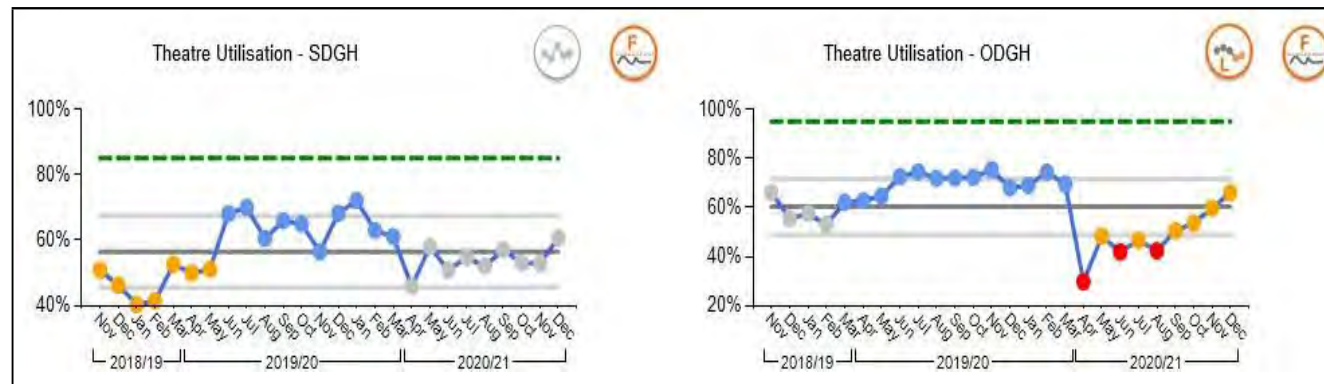 Theatre Utilisation - SDGH
F
100%
80%
60%
40%
Nov Dec Jan Feb Mar Apr May Jun Jul Aug Sep Oct Nov Dec Jan Feb Mar Apr May Jun Jul Aug Sep Oct Nov Dec
2018/19 2019/20 2020/21
Theatre Utilisation - ODGH
L
F
100%
80%
60%
40%
20%
Nov Dec Jan Feb Mar Apr May Jun Jul Aug Sep Oct Nov Dec Jan Feb Mar Apr May Jun Jul Aug Sep Oct Nov Dec
2018/19 2019/20 2020/21